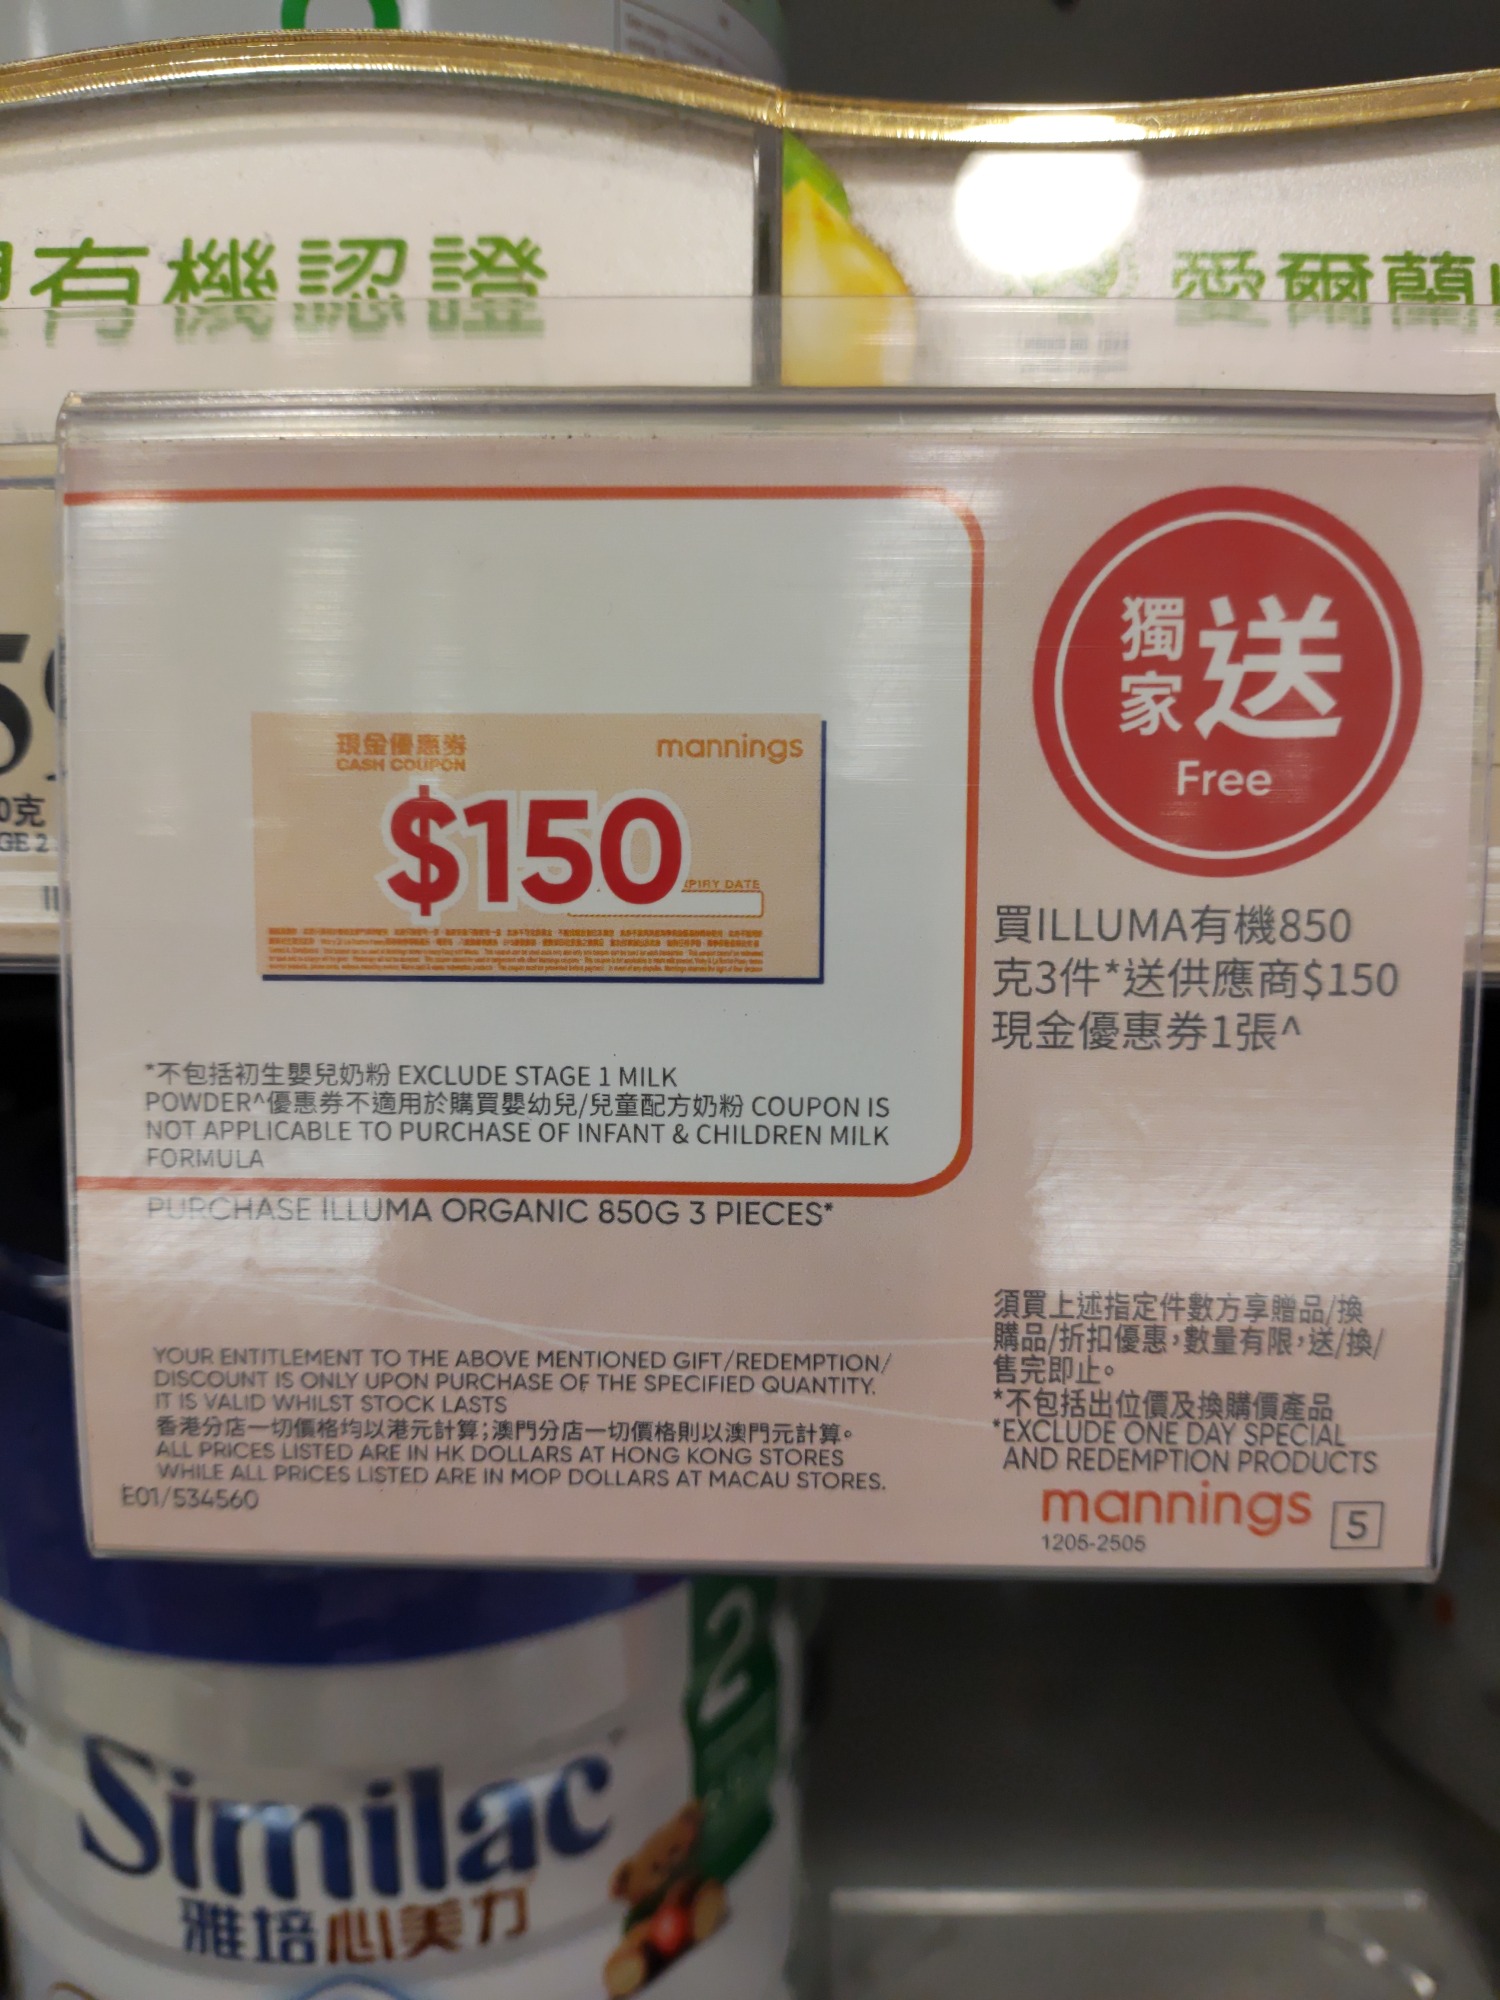 有機認證
愛爾蘭
0克
GE 2
獨家送
Free
現金優惠券
CASH COUPON
mannings
$150
PIRY DATE
買ILLUMA有機850
克3件*送供應商$150
現金優惠券1張^
*不包括初生嬰兒奶粉 EXCLUDE STAGE 1 MILK
POWDER^優惠券不適用於購買嬰幼兒/兒童配方奶粉 COUPON IS
NOT APPLICABLE TO PURCHASE OF INFANT & CHILDREN MILK
FORMULA
PURCHASE ILLUMA ORGANIC 850G 3 PIECES*
YOUR ENTITLEMENT TO THE ABOVE MENTIONED GIFT/REDEMPTION/
DISCOUNT IS ONLY UPON PURCHASE OF THE SPECIFIED QUANTITY.
IT IS VALID WHILST STOCK LASTS
香港分店一切價格均以港元計算;澳門分店一切價格則以澳門元計算。
ALL PRICES LISTED ARE IN HK DOLLARS AT HONG KONG STORES
WHILE ALL PRICES LISTED ARE IN MOP DOLLARS AT MACAU STORES.
E01/534560
須買上述指定件數方享贈品/換
購品/折扣優惠,數量有限,送/換/
售完即止。
*不包括出位價及換購價產品
*EXCLUDE ONE DAY SPECIAL
AND REDEMPTION PRODUCTS
mannings 5
1205-2505
2
Similac
雅培心美力